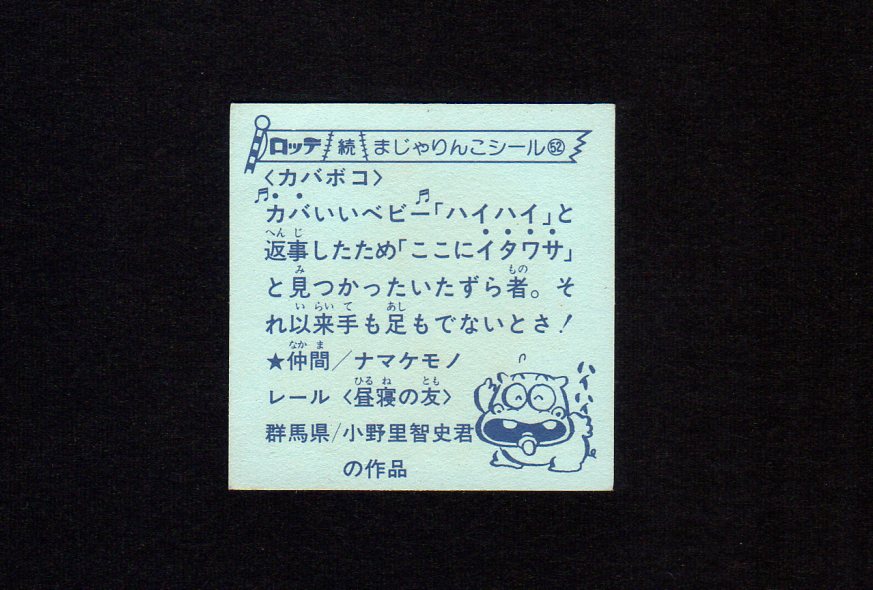 ロッテ 続 まじゃりんこシール52
〈カバボコ〉
カバいいベビー「ハイハイ」と
返事したため「ここにイタワサ」
と見つかったいたずら者。そ
れ以来手も足もでないとさ!
★仲間/ナマケモノ
レール〈昼寝の友〉
群馬県/小野里智史君
の作品
ハイハイ